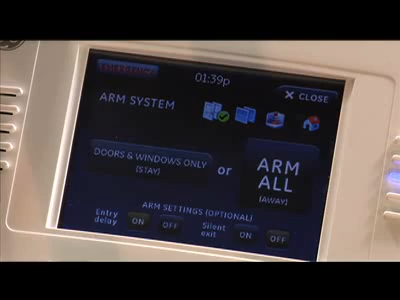 EMERGENCY
01:39p
X CLOSE
ARM SYSTEM
DOORS & WINDOWS ONLY
(STAY)
or
ARM
ALL
(AWAY)
ARM SETTINGS (OPTIONAL)
Entry
delay
ON
OFF
Silent
exit
ON
OFF